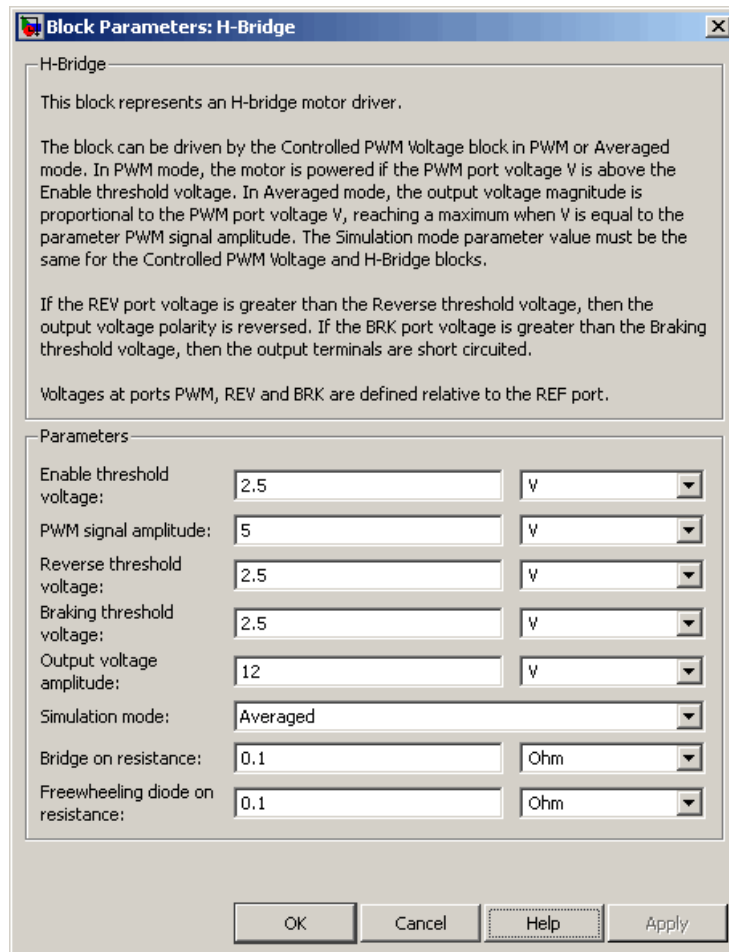 Block Parameters: H-Bridge
H-Bridge
This block represents an H-bridge motor driver.
The block can be driven by the Controlled PWM Voltage block in PWM or Averaged
mode. In PWM mode, the motor is powered if the PWM port voltage V is above the
Enable threshold voltage. In Averaged mode, the output voltage magnitude is
proportional to the PWM port voltage V, reaching a maximum when V is equal to the
parameter PWM signal amplitude. The Simulation mode parameter value must be the
same for the Controlled PWM Voltage and H-Bridge blocks.
If the REV port voltage is greater than the Reverse threshold voltage, then the
output voltage polarity is reversed. If the BRK port voltage is greater than the Braking
threshold voltage, then the output terminals are short circuited.
Voltages at ports PWM, REV and BRK are defined relative to the REF port.
Parameters
Enable threshold
voltage:
2.5 V
PWM signal amplitude: 5 V
Reverse threshold
voltage:
2.5 V
Braking threshold
voltage:
2.5 V
Output voltage
amplitude:
12 V
Simulation mode: Averaged
Bridge on resistance: 0.1 Ohm
Freewheeling diode on
resistance:
0.1 Ohm
OK Cancel Help Apply